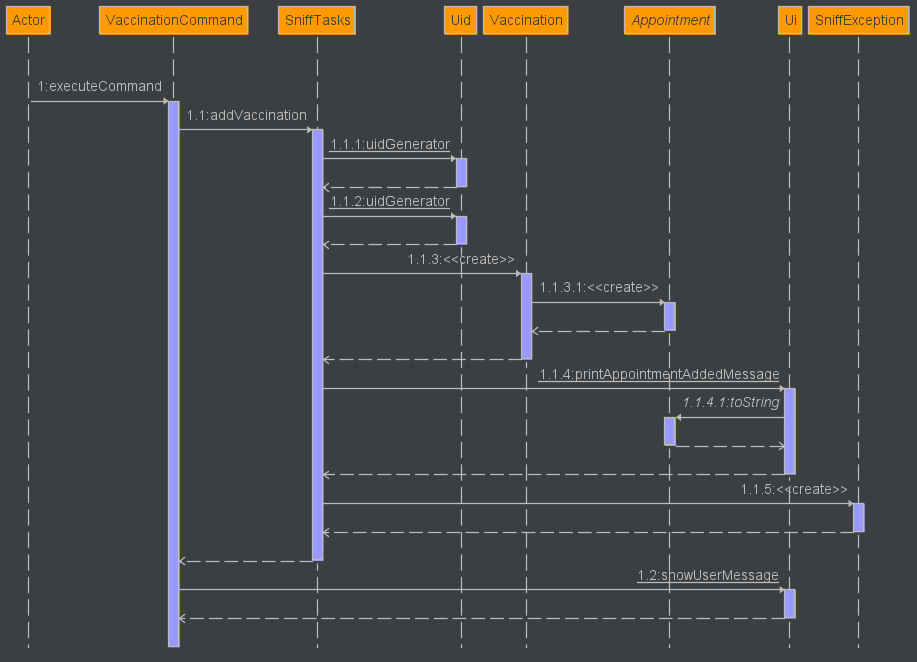 Actor VaccinationCommand SniffTasks Uid Vaccination Appointment Ui SniffException
1:executeCommand
1.1:addVaccination
1.1.1:uidGenerator
1.1.2:uidGenerator
1.1.3:<<create>>
1.1.3.1:<<create>>
1.1.4:printAppointmentAddedMessage
1.1.4.1:toString
1.1.5:<<create>>
1.2:showUserMessage